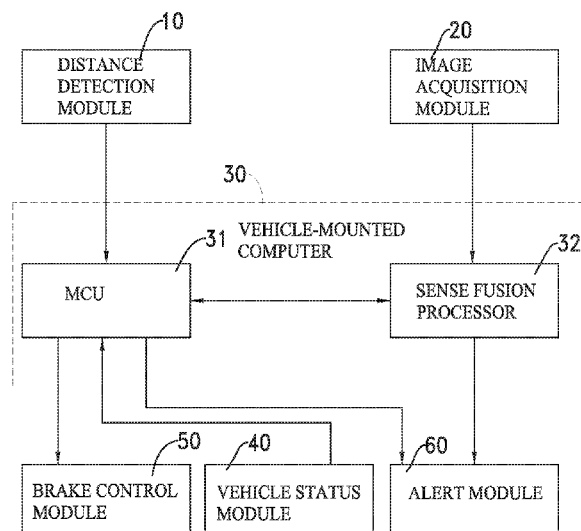 10
DISTANCE
DETECTION
MODULE
20
IMAGE
ACQUISITION
MODULE
30
VEHICLE-MOUNTED
COMPUTER
31
MCU
32
SENSE FUSION
PROCESSOR
50
BRAKE CONTROL
MODULE
40
VEHICLE STATUS
MODULE
60
ALERT MODULE